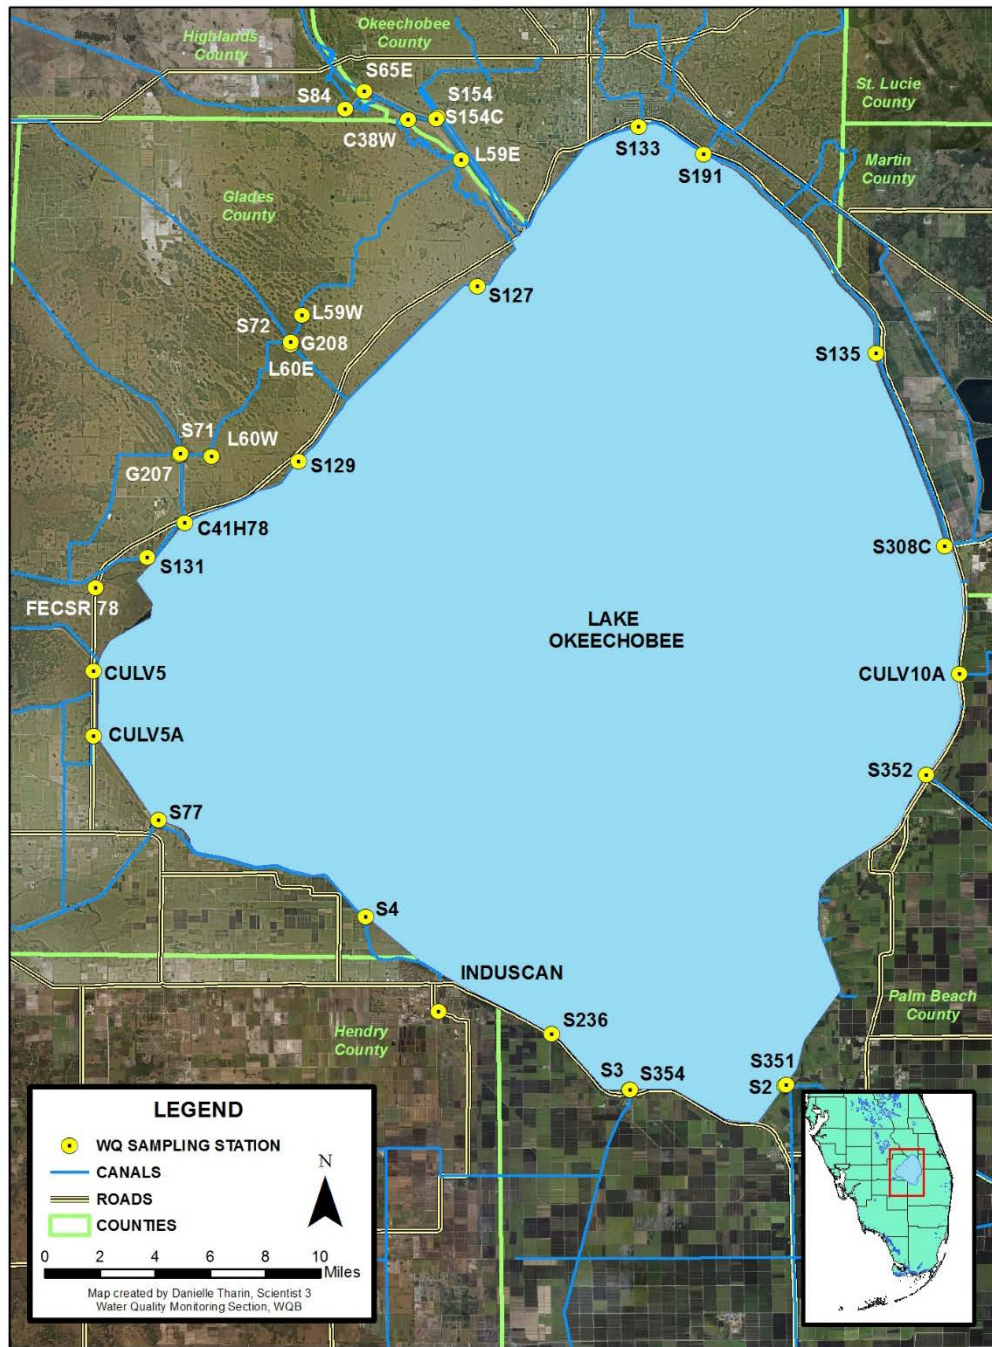 Highlands
County
Okeechobee
County
S65E
S84
S154
S154C
C38W
L59E
S133
S191
St. Lucie
County
Martin
County
Glades
County
S127
L59W
S72
G208
L60E
S135
S71
L60W
G207
S129
C41H78
S131
S308C
FECSR 78
LAKE
OKEECHOBEE
CULV5
CULV10A
CULV5A
S352
S77
S4
INDUSCAN
Palm Beach
County
Hendry
County
S236
S3
S354
S351
S2
LEGEND
WQ SAMPLING STATION
CANALS
ROADS
COUNTIES
N
0 2 4 6 8 10
Miles
Map created by Danielle Tharin, Scientist 3
Water Quality Monitoring Section, WQB